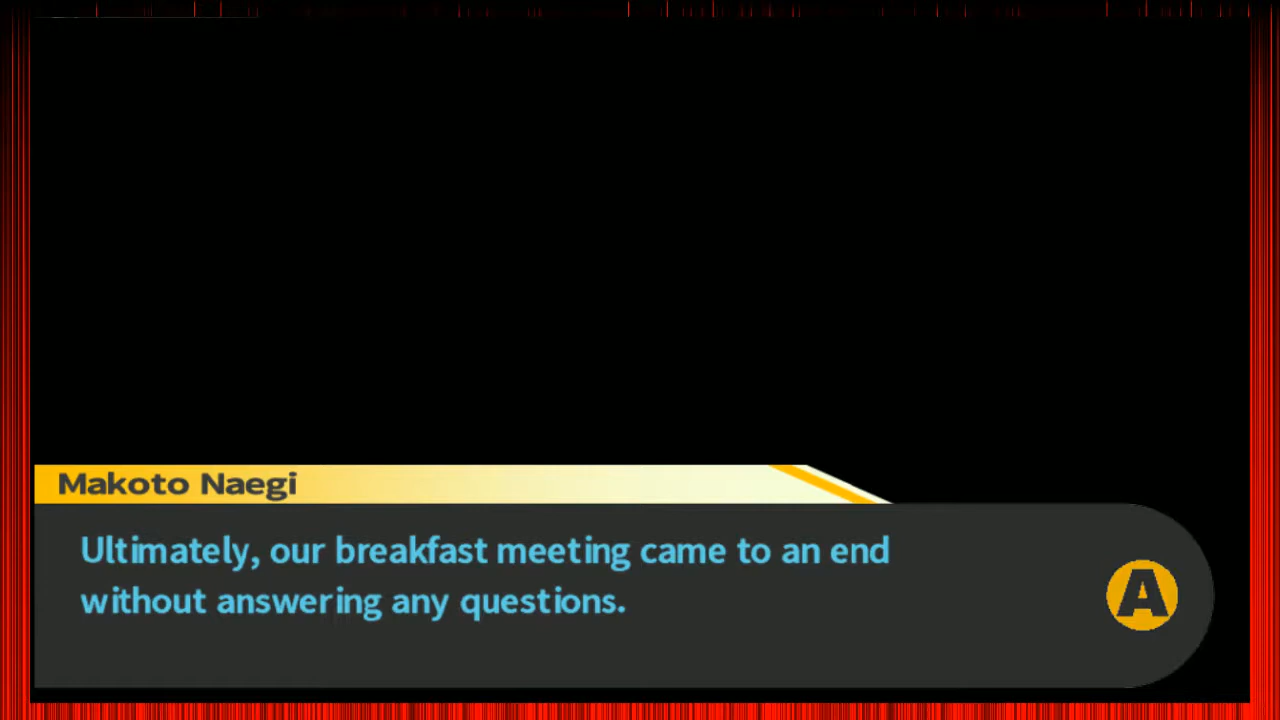 Makoto Naegi
Ultimately, our breakfast meeting came to an end
without answering any questions.
A